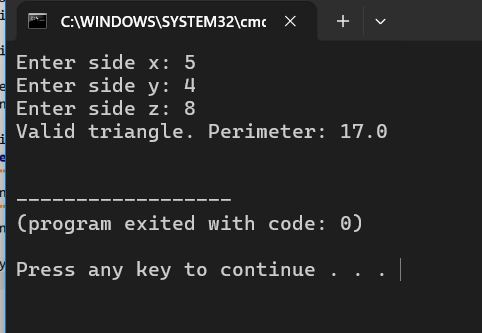 C:\WINDOWS\SYSTEM32\cmc
Enter side x: 5
Enter side y: 4
Enter side z: 8
Valid triangle. Perimeter: 17.0
------------------
(program exited with code: 0)
Press any key to continue . . .